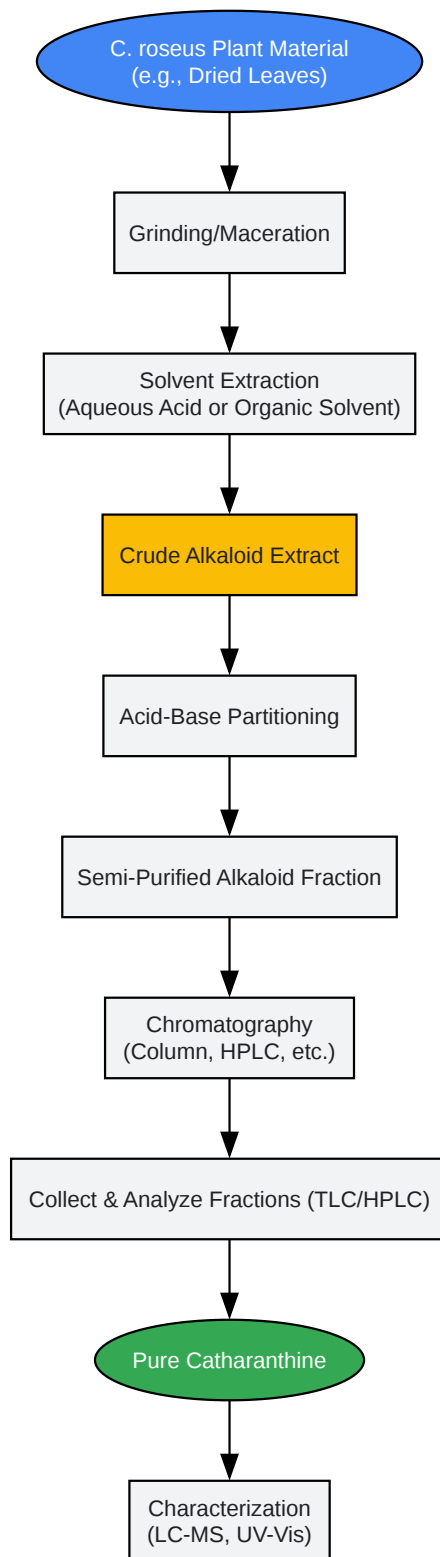 C. roseus Plant Material
(e.g., Dried Leaves)
Grinding/Maceration
Solvent Extraction
(Aqueous Acid or Organic Solvent)
Crude Alkaloid Extract
Acid-Base Partitioning
Semi-Purified Alkaloid Fraction
Chromatography
(Column, HPLC, etc.)
Collect & Analyze Fractions (TLC/HPLC)
Pure Catharanthine
Characterization
(LC-MS, UV-Vis)